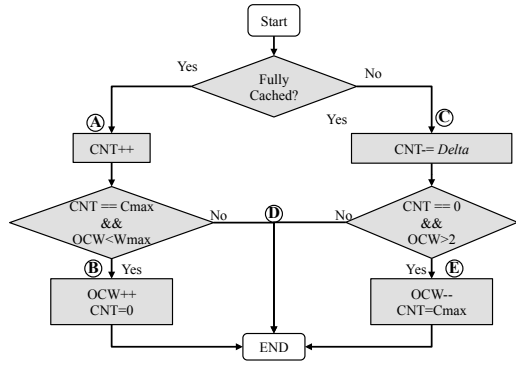 Start
Yes
Fully
Cached?
No
A
Yes
C
CNT++
CNT-= Delta
CNT == Cmax
&&
OCW<Wmax
No
D
No
CNT == 0
&&
OCW>2
B
Yes
Yes
E
OCW++
CNT=0
OCW--
CNT=Cmax
END